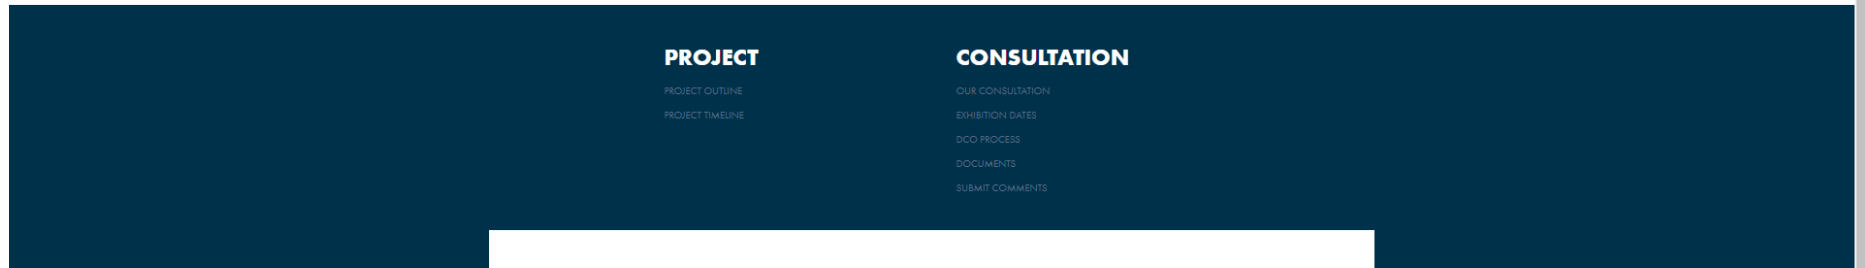 PROJECT
PROJECT OUTLINE
PROJECT TIMELINE
CONSULTATION
OUR CONSULTATION
EXHIBITION DATES
DCO PROCESS
DOCUMENTS
SUBMIT COMMENTS